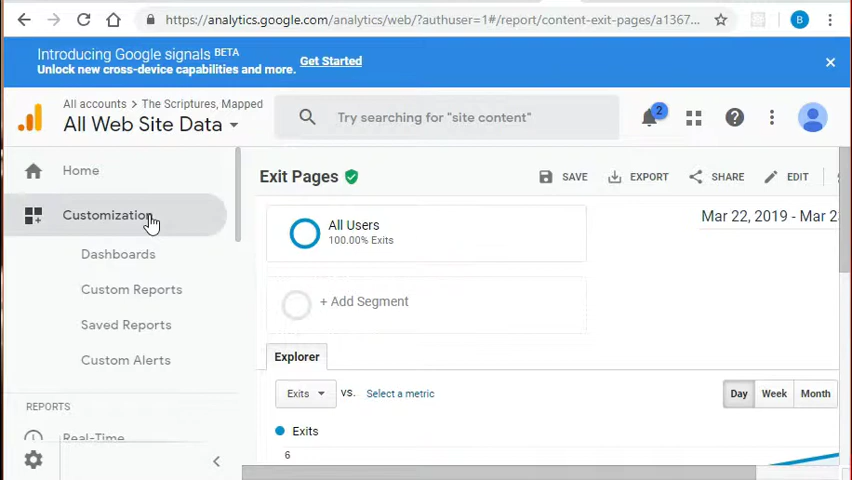 https://analytics.google.com/analytics/web/?authuser=1#/report/content-exit-pages/a1367...
B
Introducing Google signals BETA
Unlock new cross-device capabilities and more.
Get Started
All accounts > The Scriptures, Mapped
All Web Site Data
Try searching for "site content"
2
Home
Customization
Dashboards
Custom Reports
Saved Reports
Custom Alerts
REPORTS
Real-Time
Exit Pages
SAVE
EXPORT
SHARE
EDIT
All Users
100.00% Exits
Mar 22, 2019 - Mar 2
+ Add Segment
Explorer
Exits
vs.
Select a metric
Day
Week
Month
Exits
6